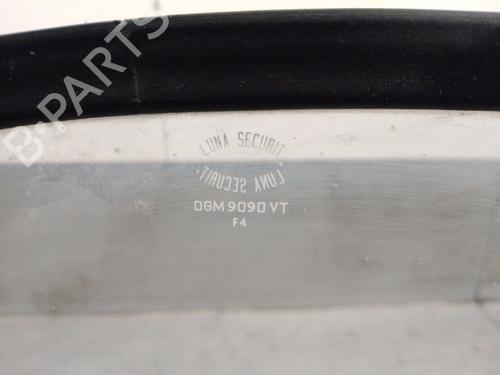 B-PARTS
LUNA SECURIT
LUNA SECURIT.
DGM 9090 VT
F4